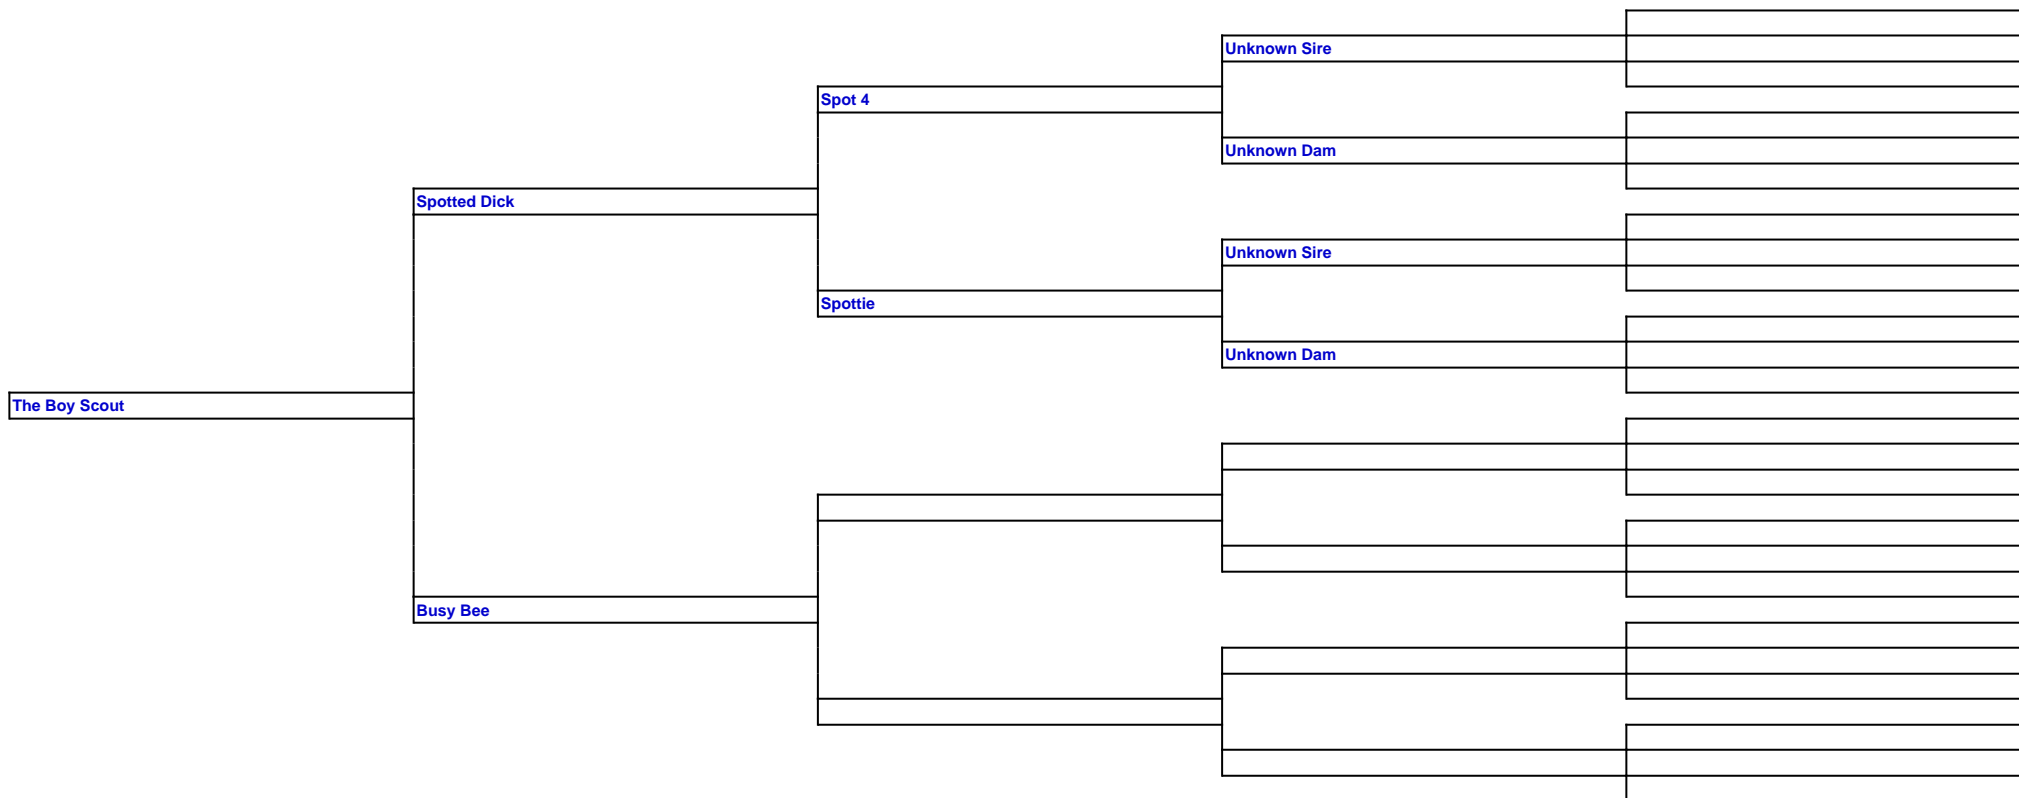 Unknown Sire
Spot 4
Unknown Dam
Spotted Dick
Unknown Sire
Spottie
Unknown Dam
The Boy Scout
Busy Bee